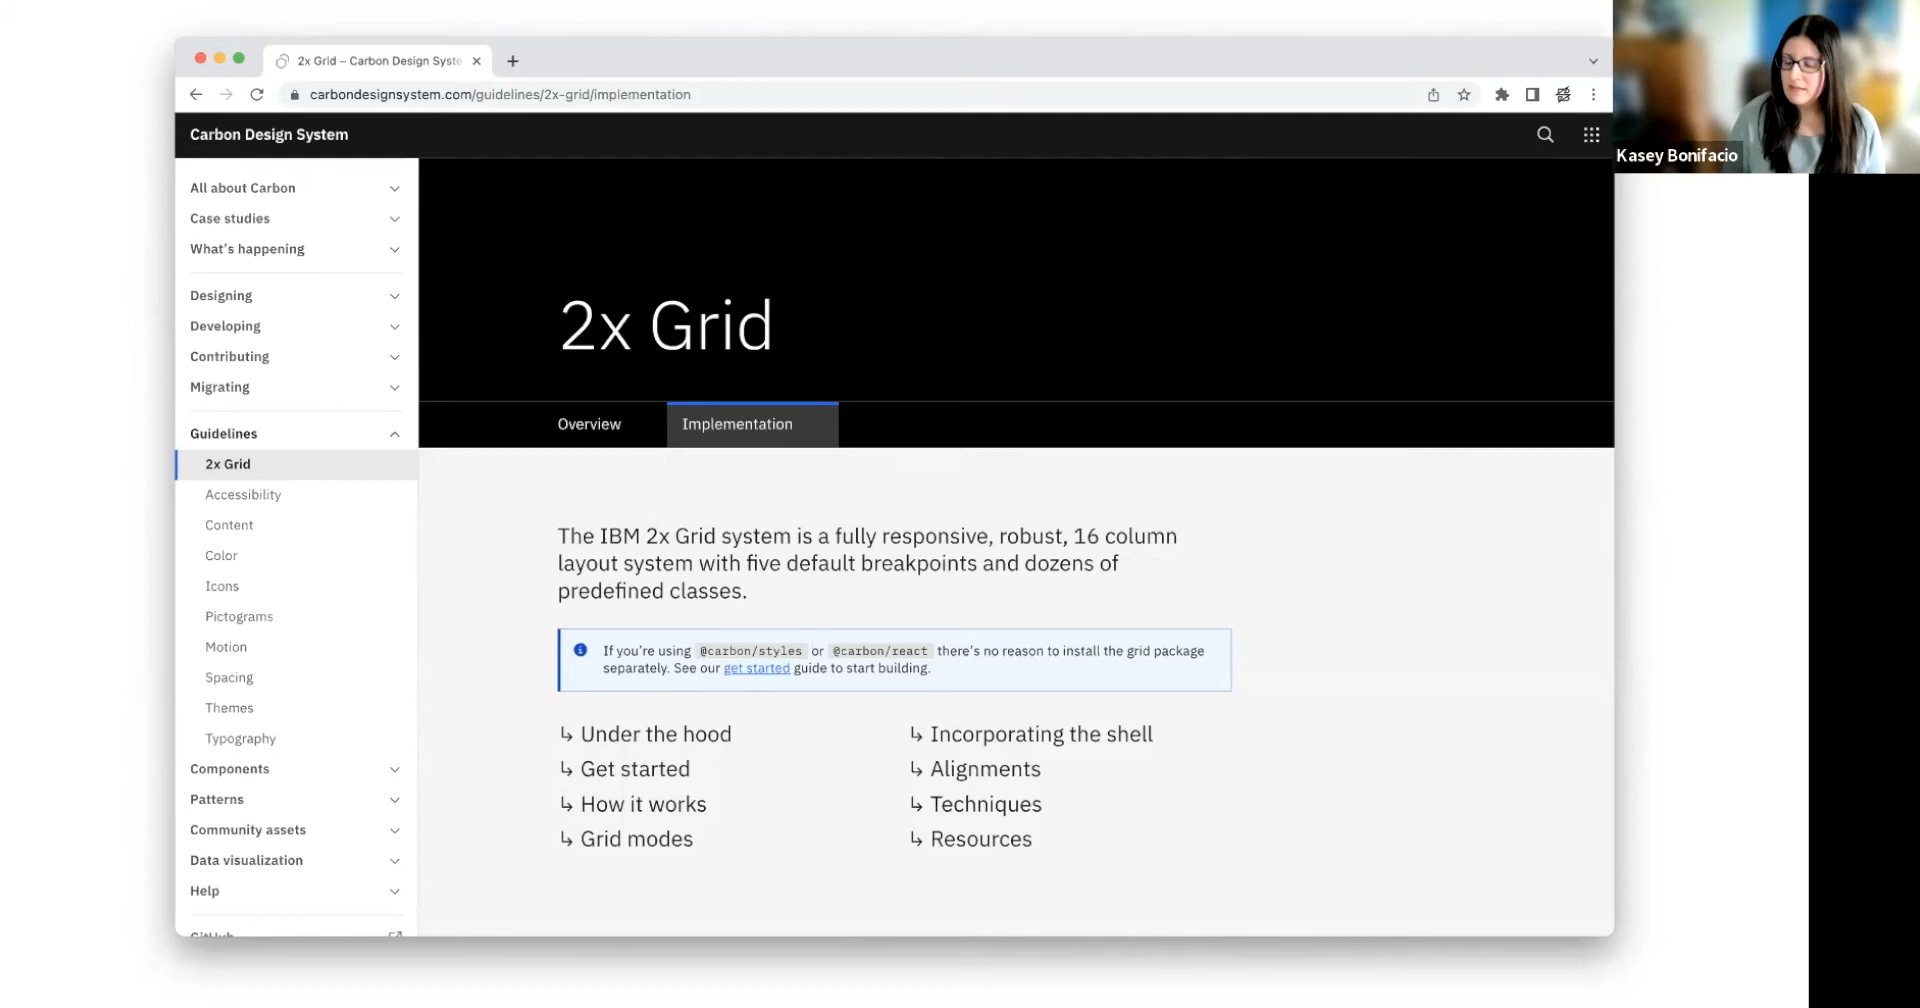 2x Grid – Carbon Design Syste
carbondesignsystem.com/guidelines/2x-grid/implementation
Carbon Design System
Kasey Bonifacio
All about Carbon
Case studies
What's happening
Designing
Developing
Contributing
Migrating
Guidelines
2x Grid
Accessibility
Content
Color
Icons
Pictograms
Motion
Spacing
Themes
Typography
Components
Patterns
Community assets
Data visualization
Help
GitHub
2x Grid
Overview
Implementation
The IBM 2x Grid system is a fully responsive, robust, 16 column
layout system with five default breakpoints and dozens of
predefined classes.
If you're using @carbon/styles or @carbon/react there's no reason to install the grid package
separately. See our get started guide to start building.
↳ Under the hood
↳ Get started
↳ How it works
↳ Grid modes
↳ Incorporating the shell
↳ Alignments
↳ Techniques
↳ Resources